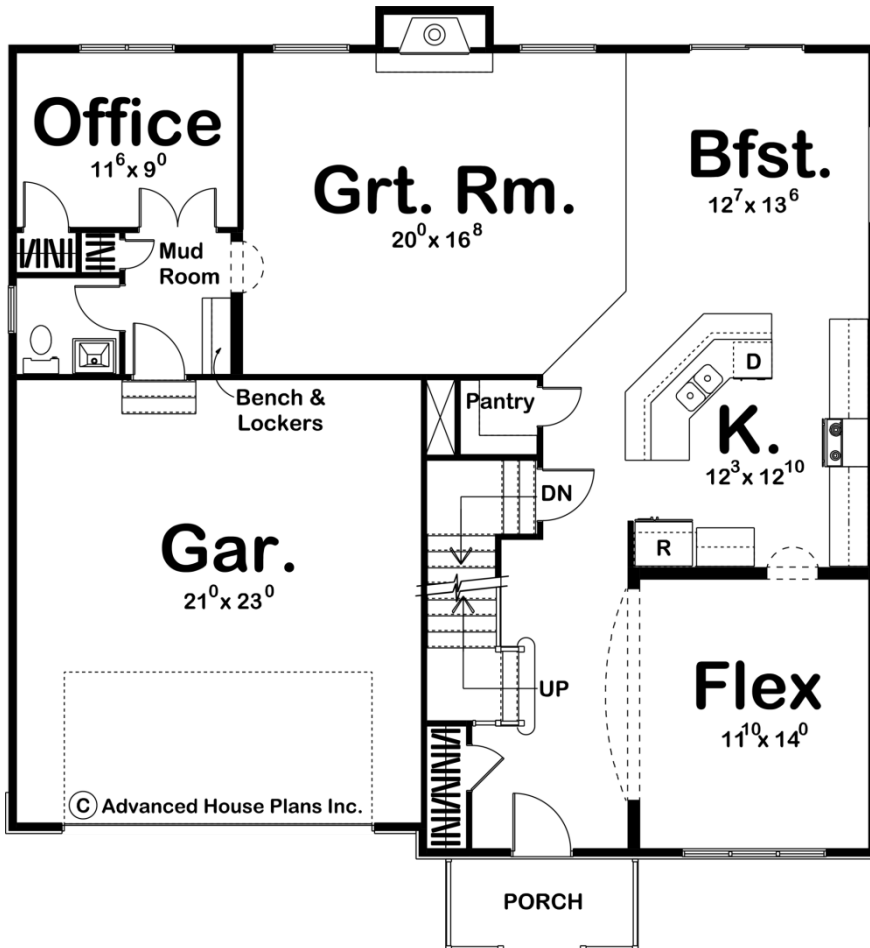 Office
11⁶ x 9⁰
Grt. Rm.
20⁰ x 16⁸
Bfst.
12⁷ x 13⁶
Mud
Room
Bench &
Lockers
Pantry
D
K.
12³ x 12¹⁰
DN
R
Gar.
21⁰ x 23⁰
UP
Flex
11¹⁰ x 14⁰
© Advanced House Plans Inc.
PORCH